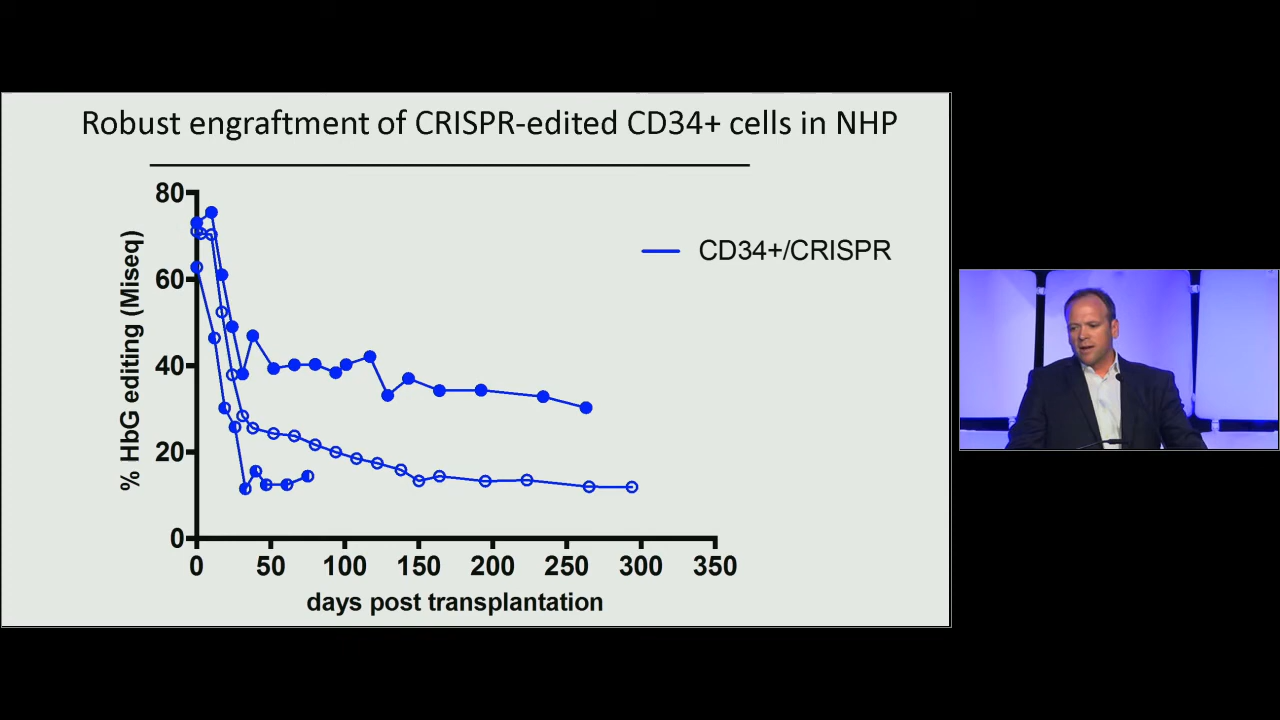 Robust engraftment of CRISPR-edited CD34+ cells in NHP
80
60
40
20
0
% HbG editing (Miseq)
CD34+/CRISPR
0 50 100 150 200 250 300 350
days post transplantation